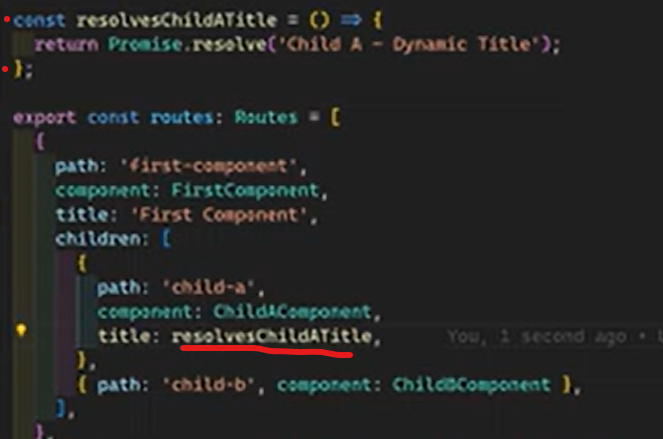 const resolvesChildATitle = () => {
return Promise.resolve('Child A - Dynamic Title');
};
export const routes: Routes = [
{
path: 'first-component',
component: FirstComponent,
title: 'First Component',
children: [
{
path: 'child-a',
component: ChildAComponent,
title: resolvesChildATitle, You, 1 second ago •
},
{ path: 'child-b', component: ChildBComponent },
],
},